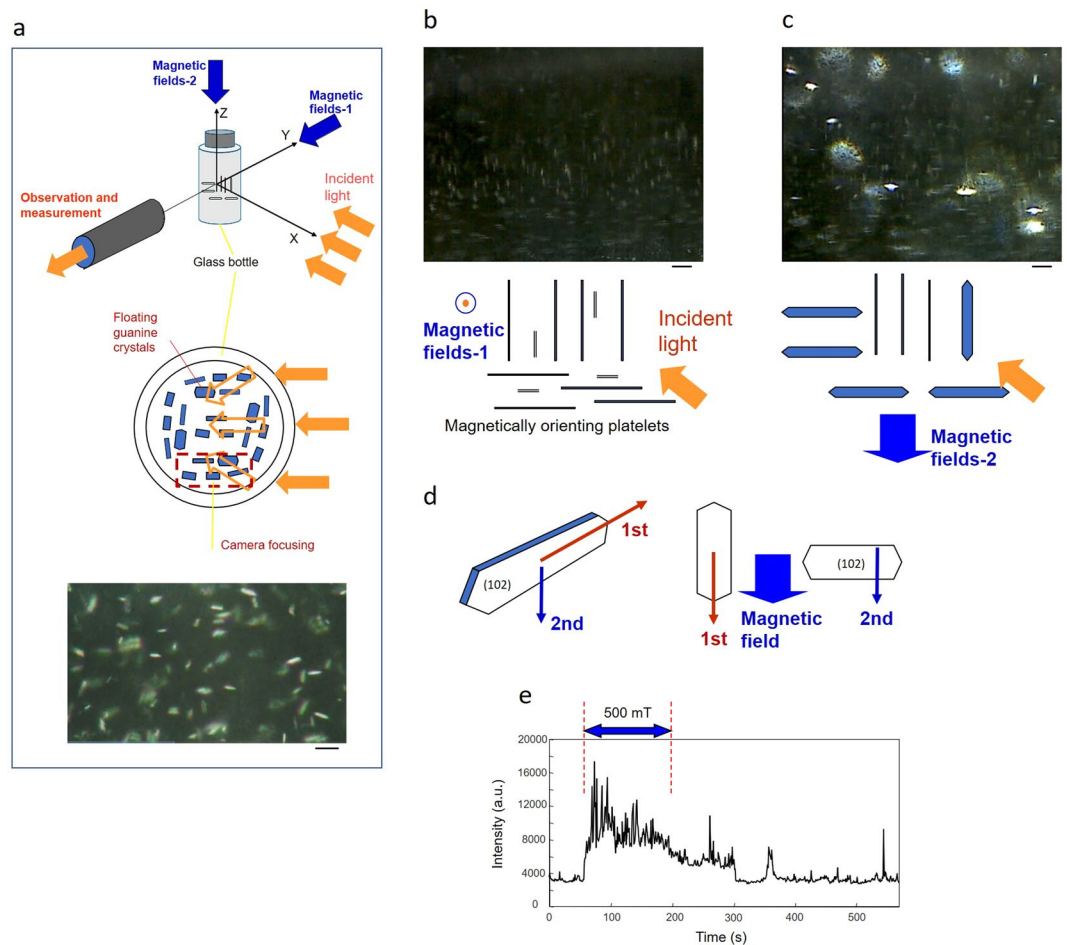 a
Magnetic
fields-2
Magnetic
fields-1
Z
Y
Observation and
measurement
Incident
light
X
Glass bottle
Floating
guanine
crystals
Camera focusing
b
Magnetic
fields-1
Incident
light
Magnetically orienting platelets
c
Magnetic
fields-2
d
(102)
1st
2nd
1st
Magnetic
field
(102)
2nd
e
500 mT
20000
16000
12000
8000
4000
0
Intensity (a.u.)
0
100
200
300
400
500
Time (s)